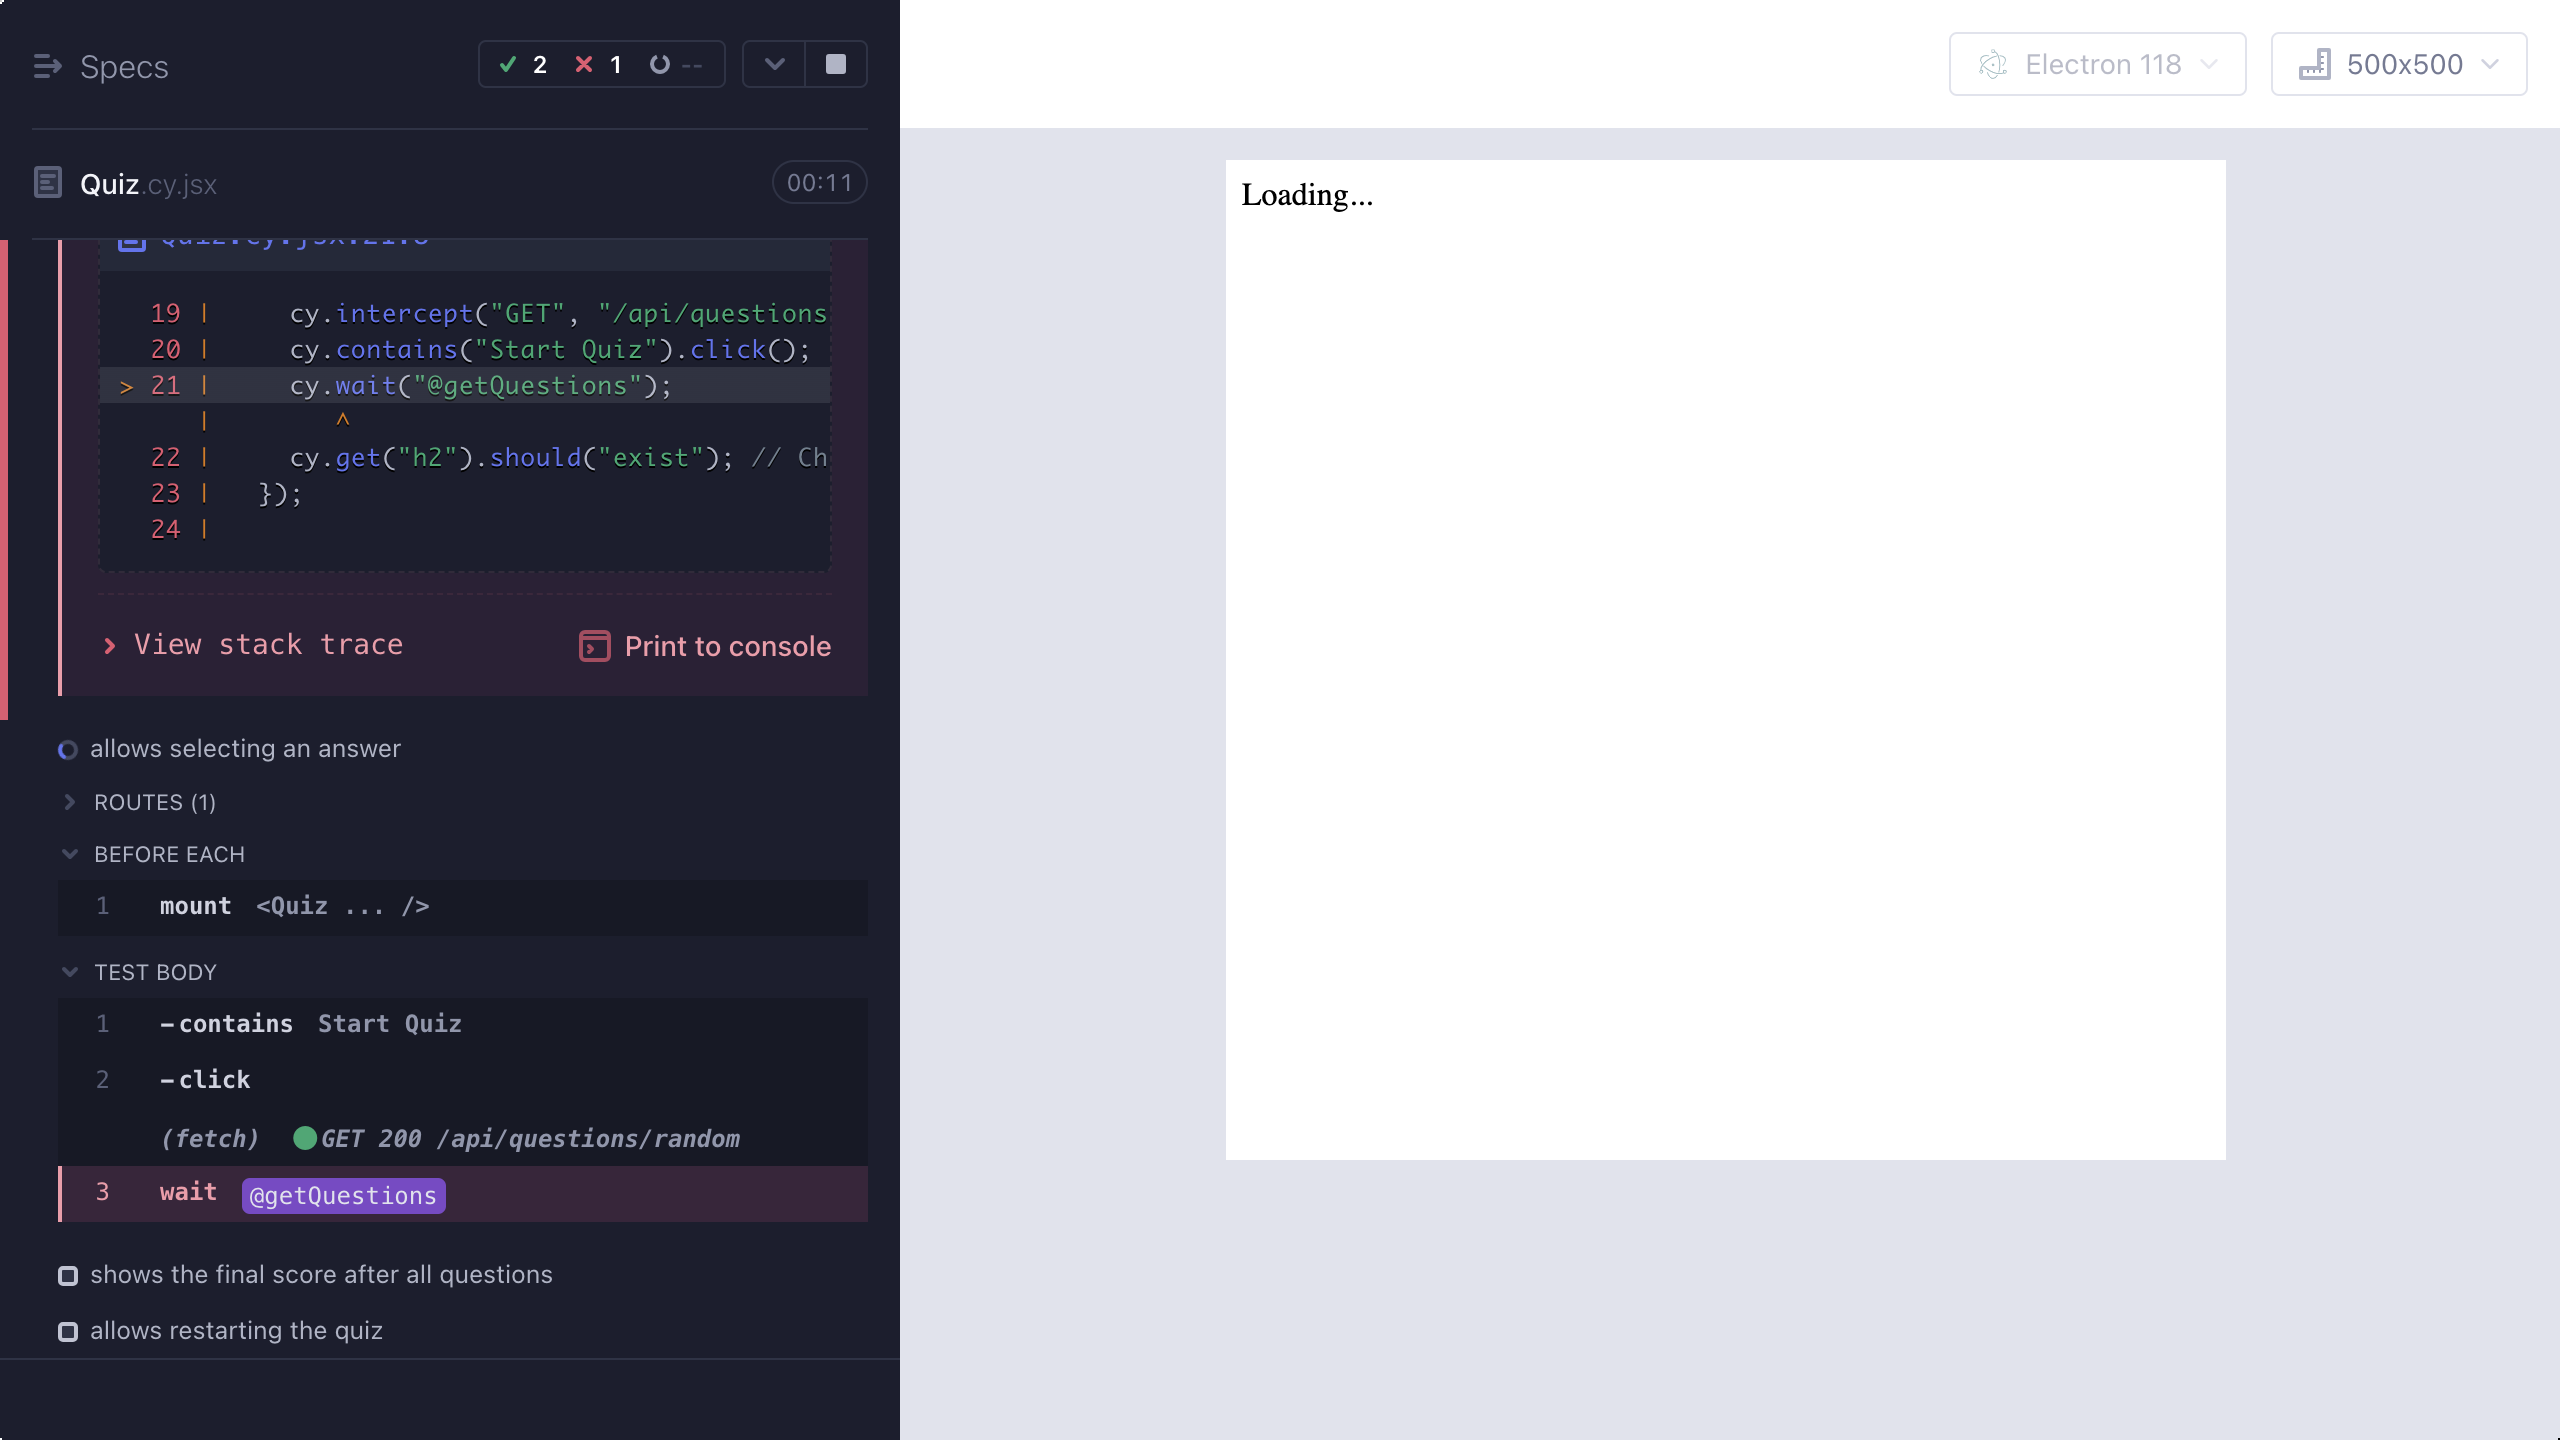 Specs
2 1 --
Electron 118
500x500
Quiz.cy.jsx
00:11
19 | cy.intercept("GET", "/api/questions
20 | cy.contains("Start Quiz").click();
> 21 | cy.wait("@getQuestions");
| ^
22 | cy.get("h2").should("exist"); // Ch
23 | });
24 |
View stack trace
Print to console
allows selecting an answer
ROUTES (1)
BEFORE EACH
1 mount <Quiz ... />
TEST BODY
1 -contains Start Quiz
2 -click
(fetch) GET 200 /api/questions/random
3 wait @getQuestions
shows the final score after all questions
allows restarting the quiz
Loading...